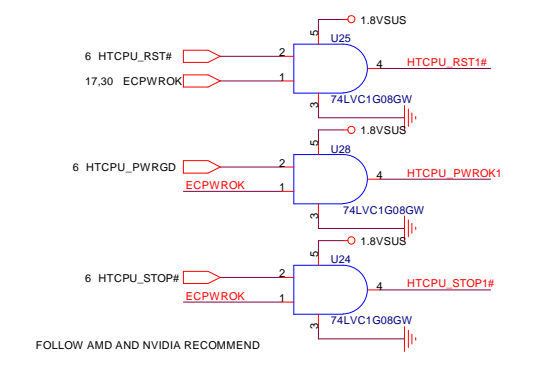 5
1.8VSUS
U25
6 HTCPU_RST#
2
4
HTCPU_RST1#
17,30 ECPWROK
1
3
74LVC1G08GW
5
1.8VSUS
U28
6 HTCPU_PWRGD
2
4
HTCPU_PWROK1
ECPWROK
1
3
74LVC1G08GW
5
1.8VSUS
U24
6 HTCPU_STOP#
2
4
HTCPU_STOP1#
ECPWROK
1
3
74LVC1G08GW
FOLLOW AMD AND NVIDIA RECOMMEND